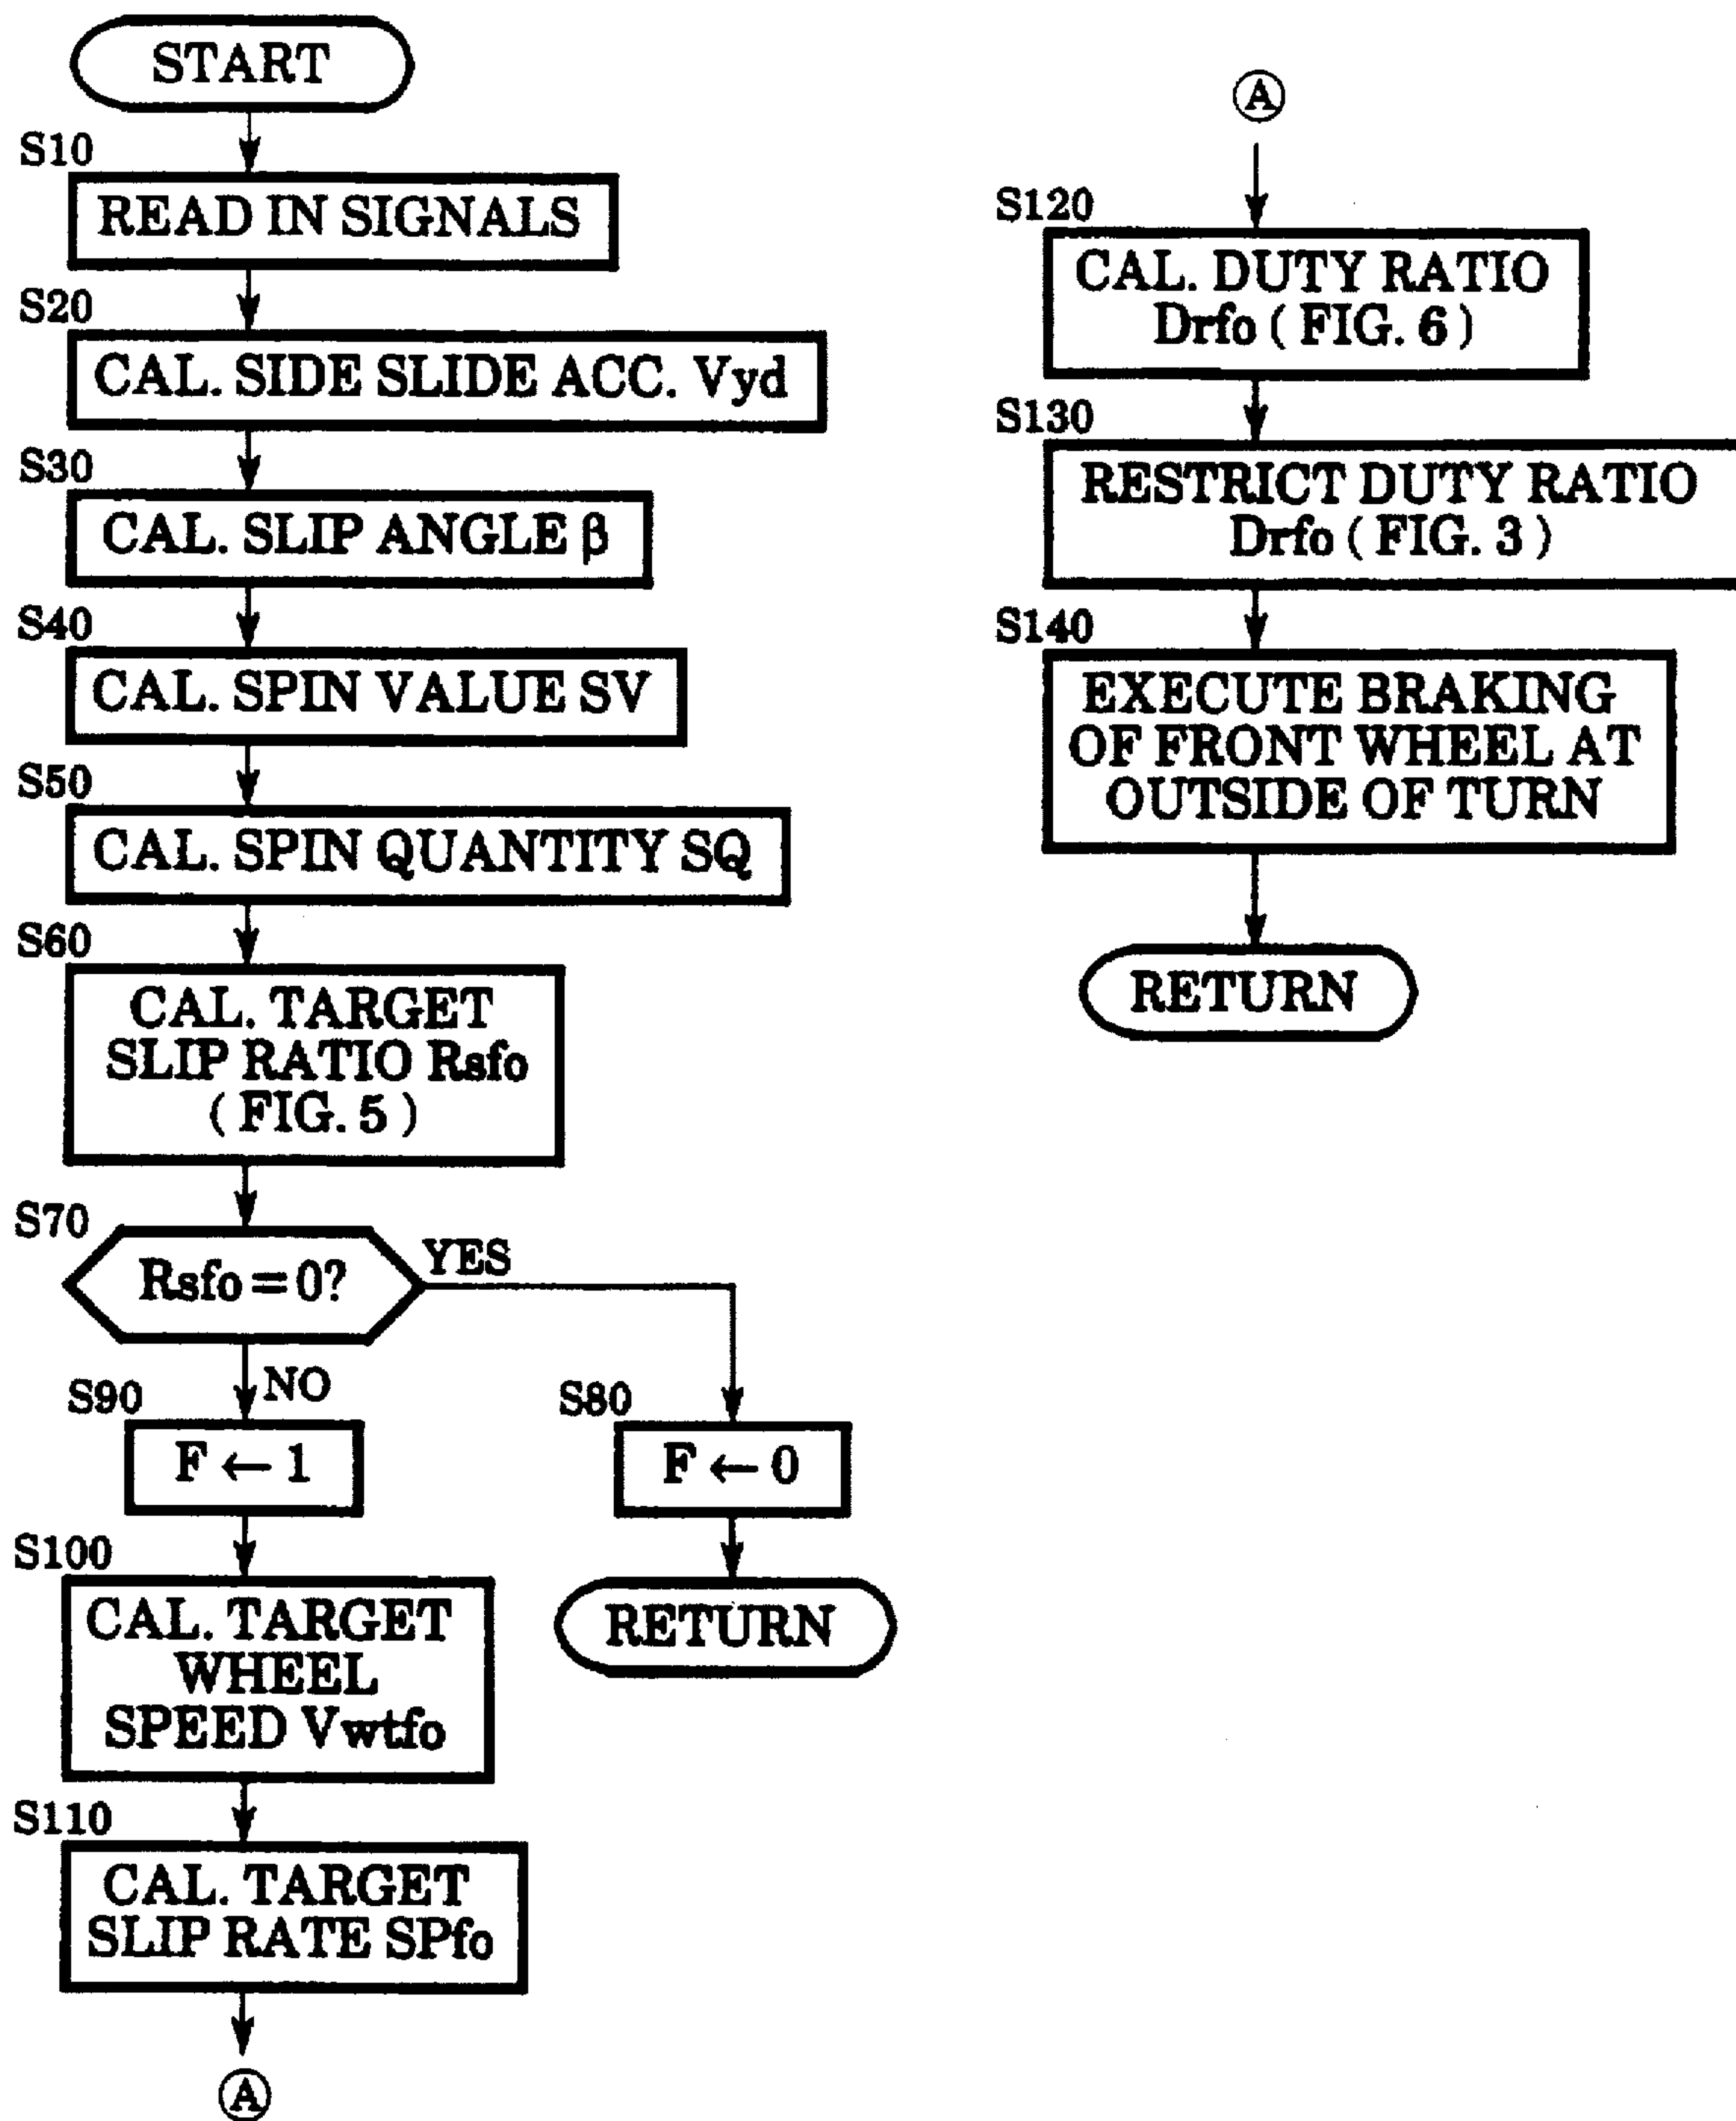 START
S10
READ IN SIGNALS
S20
CAL. SIDE SLIDE ACC. Vyd
S30
CAL. SLIP ANGLE β
S40
CAL. SPIN VALUE SV
S50
CAL. SPIN QUANTITY SQ
S60
CAL. TARGET
SLIP RATIO Rsfo
( FIG. 5 )
S70
Rsfo = 0?
YES
NO
S90
F ← 1
S80
F ← 0
RETURN
S100
CAL. TARGET
WHEEL
SPEED Vwtfo
S110
CAL. TARGET
SLIP RATE SPfo
A
A
S120
CAL. DUTY RATIO
Drfo ( FIG. 6 )
S130
RESTRICT DUTY RATIO
Drfo ( FIG. 3 )
S140
EXECUTE BRAKING
OF FRONT WHEEL AT
OUTSIDE OF TURN
RETURN